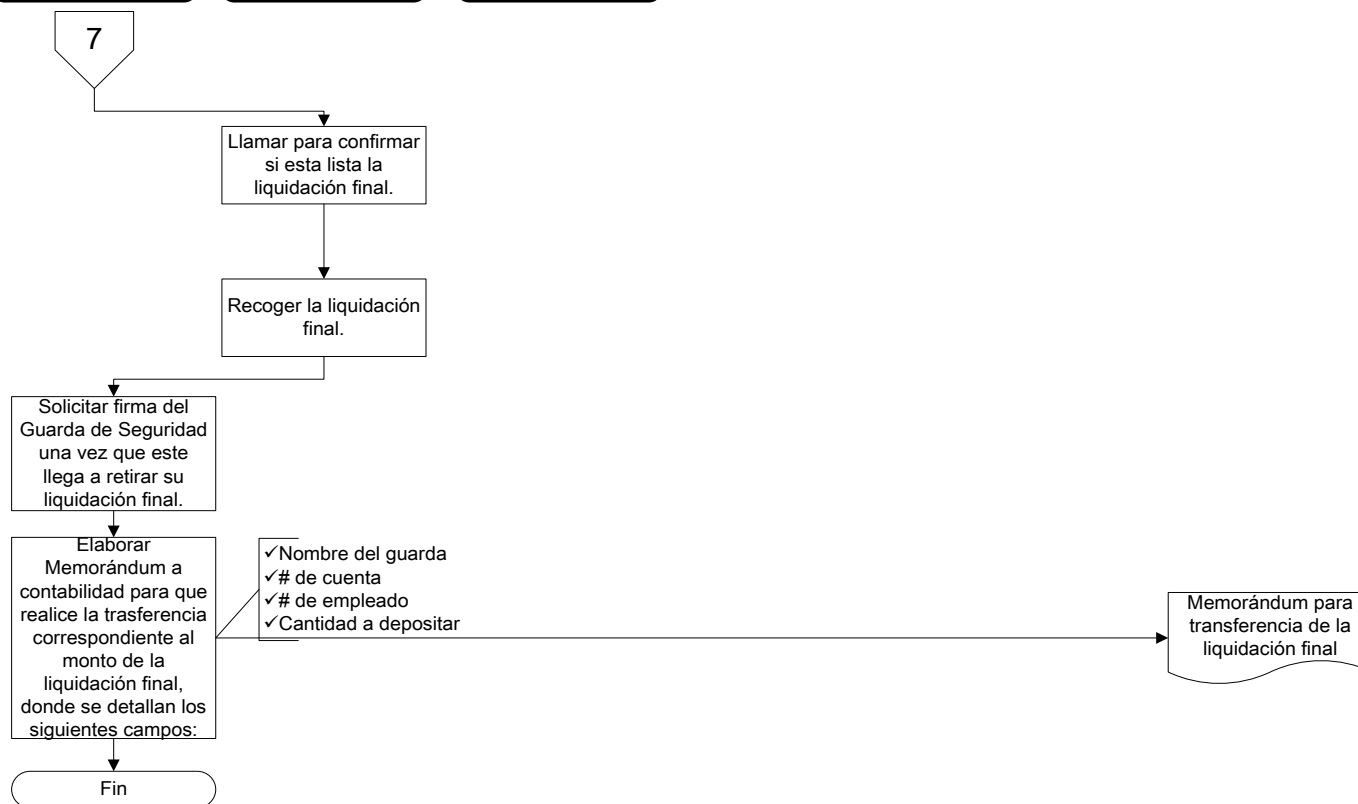 7
Llamar para confirmar
si esta lista la
liquidación final.
Recoger la liquidación
final.
Solicitar firma del
Guarda de Seguridad
una vez que este
llega a retirar su
liquidación final.
Elaborar
Memorándum a
contabilidad para que
realice la trasferencia
correspondiente al
monto de la
liquidación final,
donde se detallan los
siguientes campos:
✓Nombre del guarda
✓# de cuenta
✓# de empleado
✓Cantidad a depositar
Memorándum para
transferencia de la
liquidación final
Fin